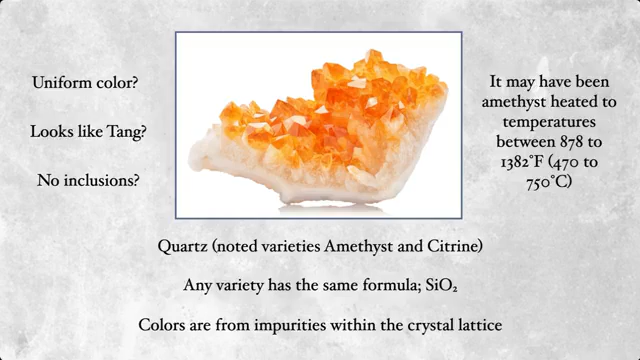 Uniform color?
Looks like Tang?
No inclusions?
It may have been
amethyst heated to
temperatures
between 878 to
1382°F (470 to
750°C)
Quartz (noted varieties Amethyst and Citrine)
Any variety has the same formula; SiO₂
Colors are from impurities within the crystal lattice